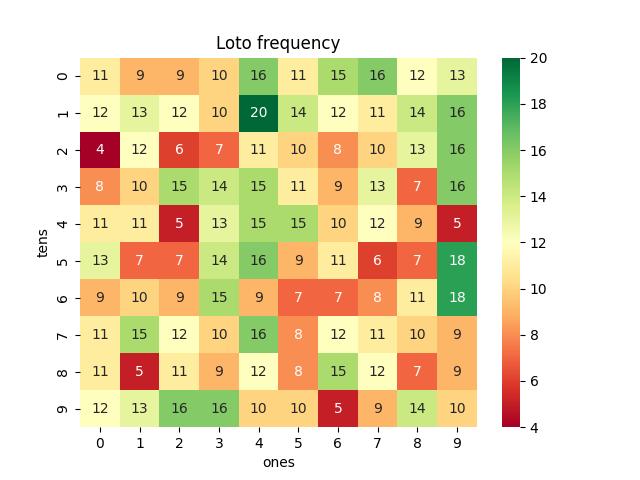 Loto frequency
20
0 11 9 9 10 16 11 15 16 12 13
18
1 12 13 12 10 20 14 12 11 14 16
2 4 12 6 7 11 10 8 10 13 16
16
3 8 10 15 14 15 11 9 13 7 16
14
tens
4 11 11 5 13 15 15 10 12 9 5
12
5 13 7 7 14 16 9 11 6 7 18
10
6 9 10 9 15 9 7 7 8 11 18
8
7 11 15 12 10 16 8 12 11 10 9
8 11 5 11 9 12 8 15 12 7 9
6
9 12 13 16 16 10 10 5 9 14 10
4
0 1 2 3 4 5 6 7 8 9
ones